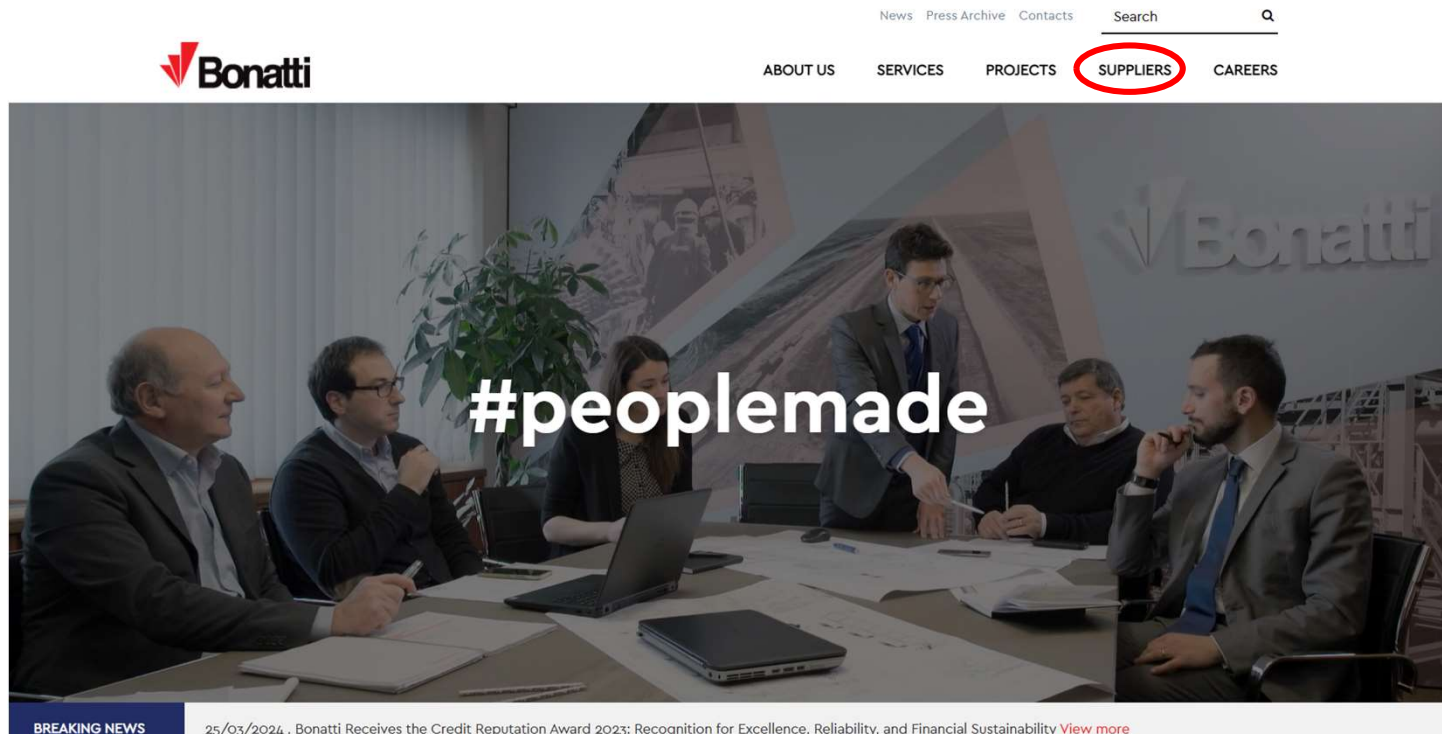 News Press Archive Contacts Search
Bonatti
ABOUT US SERVICES PROJECTS SUPPLIERS CAREERS
Bonatti
#peoplemade
BREAKING NEWS 25/03/2024 . Bonatti Receives the Credit Reputation Award 2023: Recognition for Excellence, Reliability, and Financial Sustainability View more